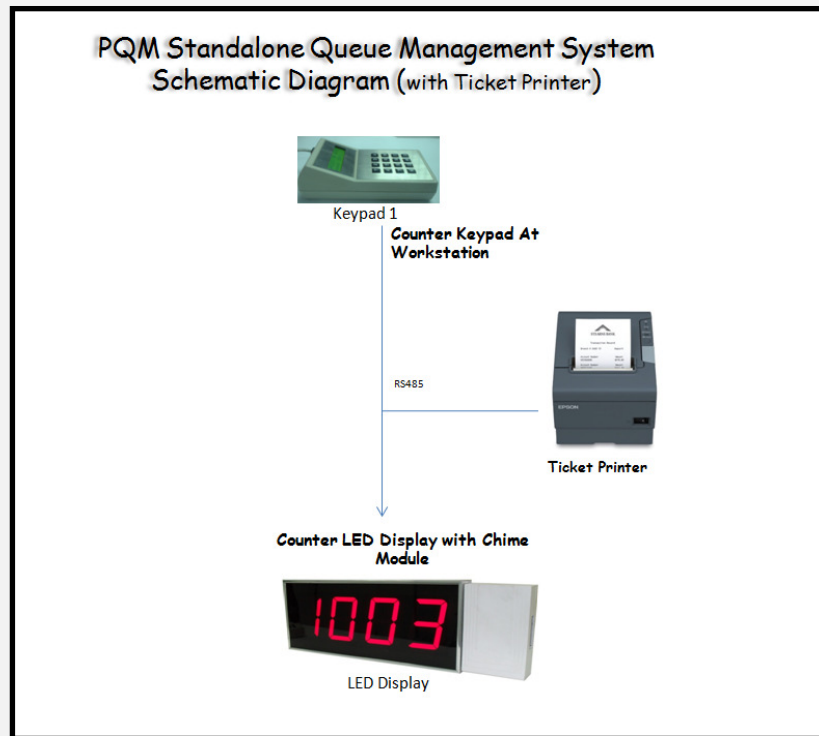 PQM Standalone Queue Management System
Schematic Diagram (with Ticket Printer)
Keypad 1
Counter Keypad At
Workstation
RS485
EPSON
Ticket Printer
Counter LED Display with Chime
Module
1003
LED Display